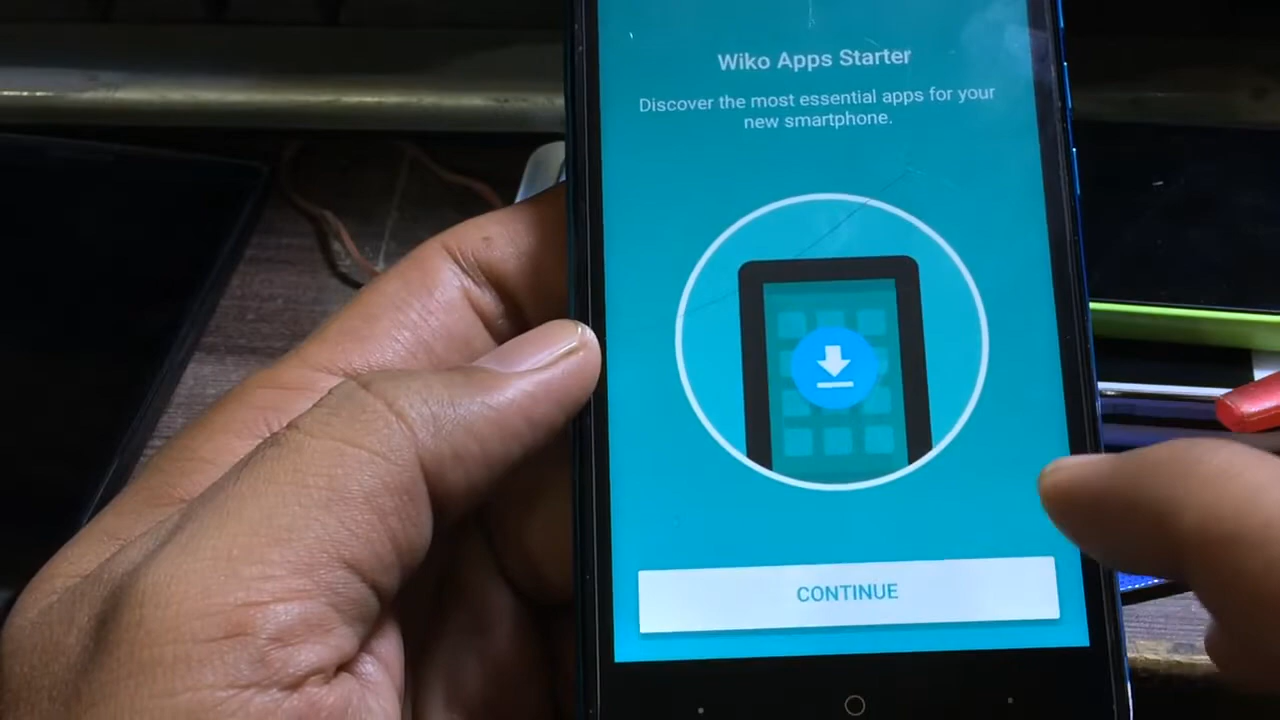 Wiko Apps Starter
Discover the most essential apps for your
new smartphone.
CONTINUE